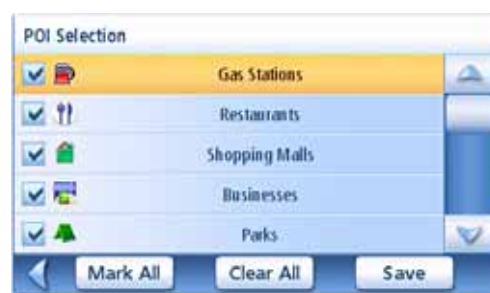 POI Selection
Gas Stations
Restaurants
Shopping Malls
Businesses
Parks
Mark All Clear All Save